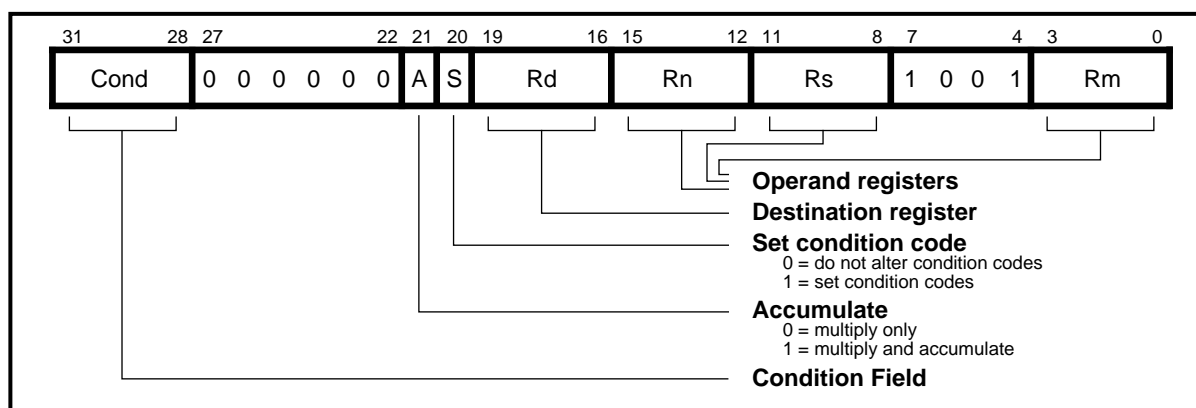 31 28 27 22 21 20 19 16 15 12 11 8 7 4 3 0
Cond 0 0 0 0 0 0 A S Rd Rn Rs 1 0 0 1 Rm
Operand registers
Destination register
Set condition code
0 = do not alter condition codes
1 = set condition codes
Accumulate
0 = multiply only
1 = multiply and accumulate
Condition Field